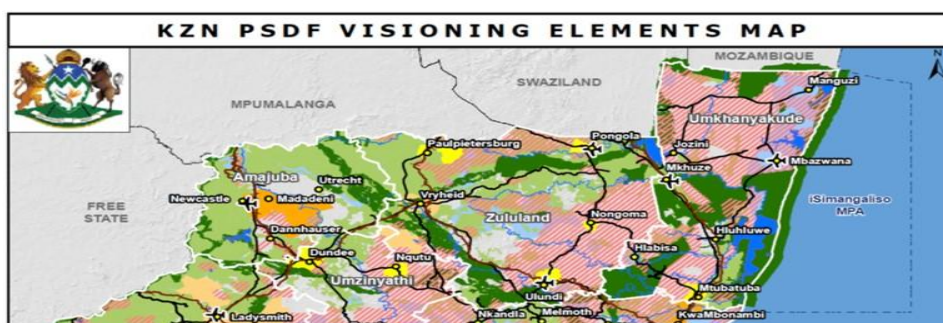 KZN PSDF VISIONING ELEMENTS MAP
MOZAMBIQUE
N
SWAZILAND
Manguzi
MPUMALANGA
Umkhanyakude
Pongola
Paulpietersburg
Jozini
Mbazwana
Mkhuze
Amajuba
Utrecht
Newcastle
Madadeni
Vryheid
iSimangaliso
MPA
FREE
STATE
Zululand
Nongoma
Dannhauser
Hluhluwe
Dundee
Nqutu
Hlabisa
Umzinyathi
Ulundi
Mtubatuba
Ladysmith
Nkandla
Melmoth
KwaMbonambi